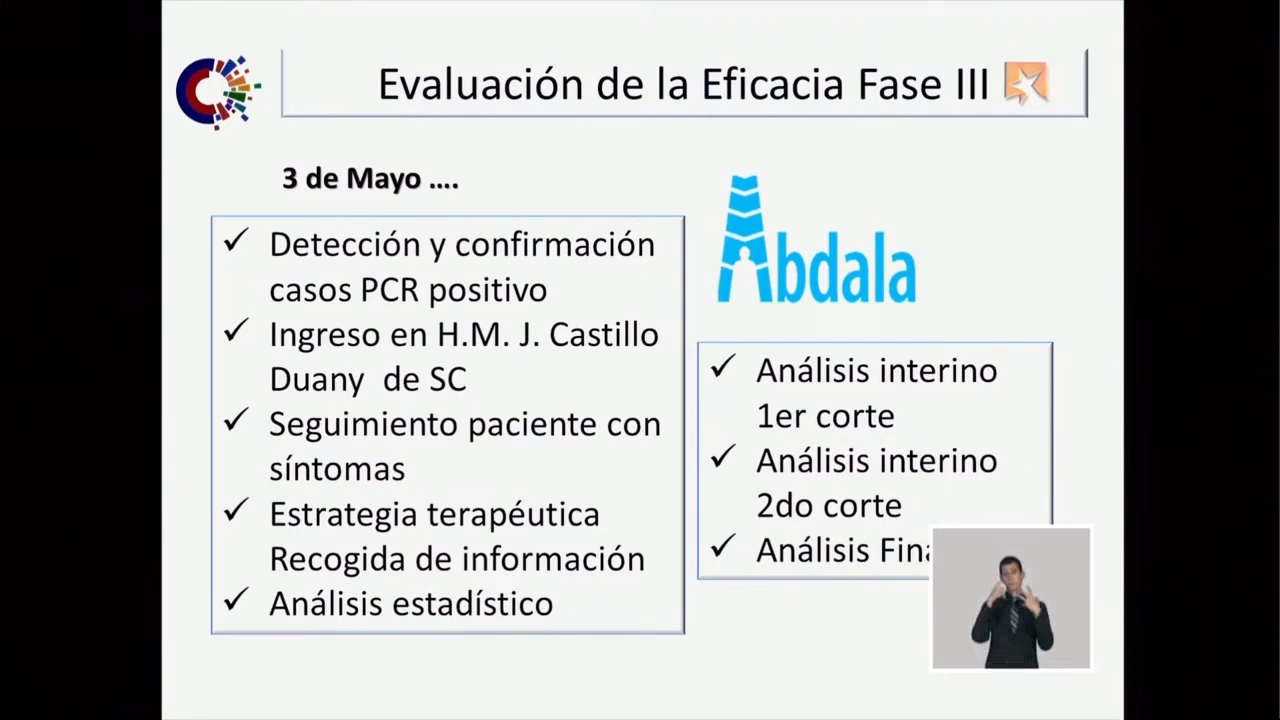 Evaluación de la Eficacia Fase III
3 de Mayo ....
✓ Detección y confirmación
casos PCR positivo
✓ Ingreso en H.M. J. Castillo
Duany de SC
✓ Seguimiento paciente con
síntomas
✓ Estrategia terapéutica
Recogida de información
✓ Análisis estadístico
Abdala
✓ Análisis interino
1er corte
✓ Análisis interino
2do corte
✓ Análisis Fina